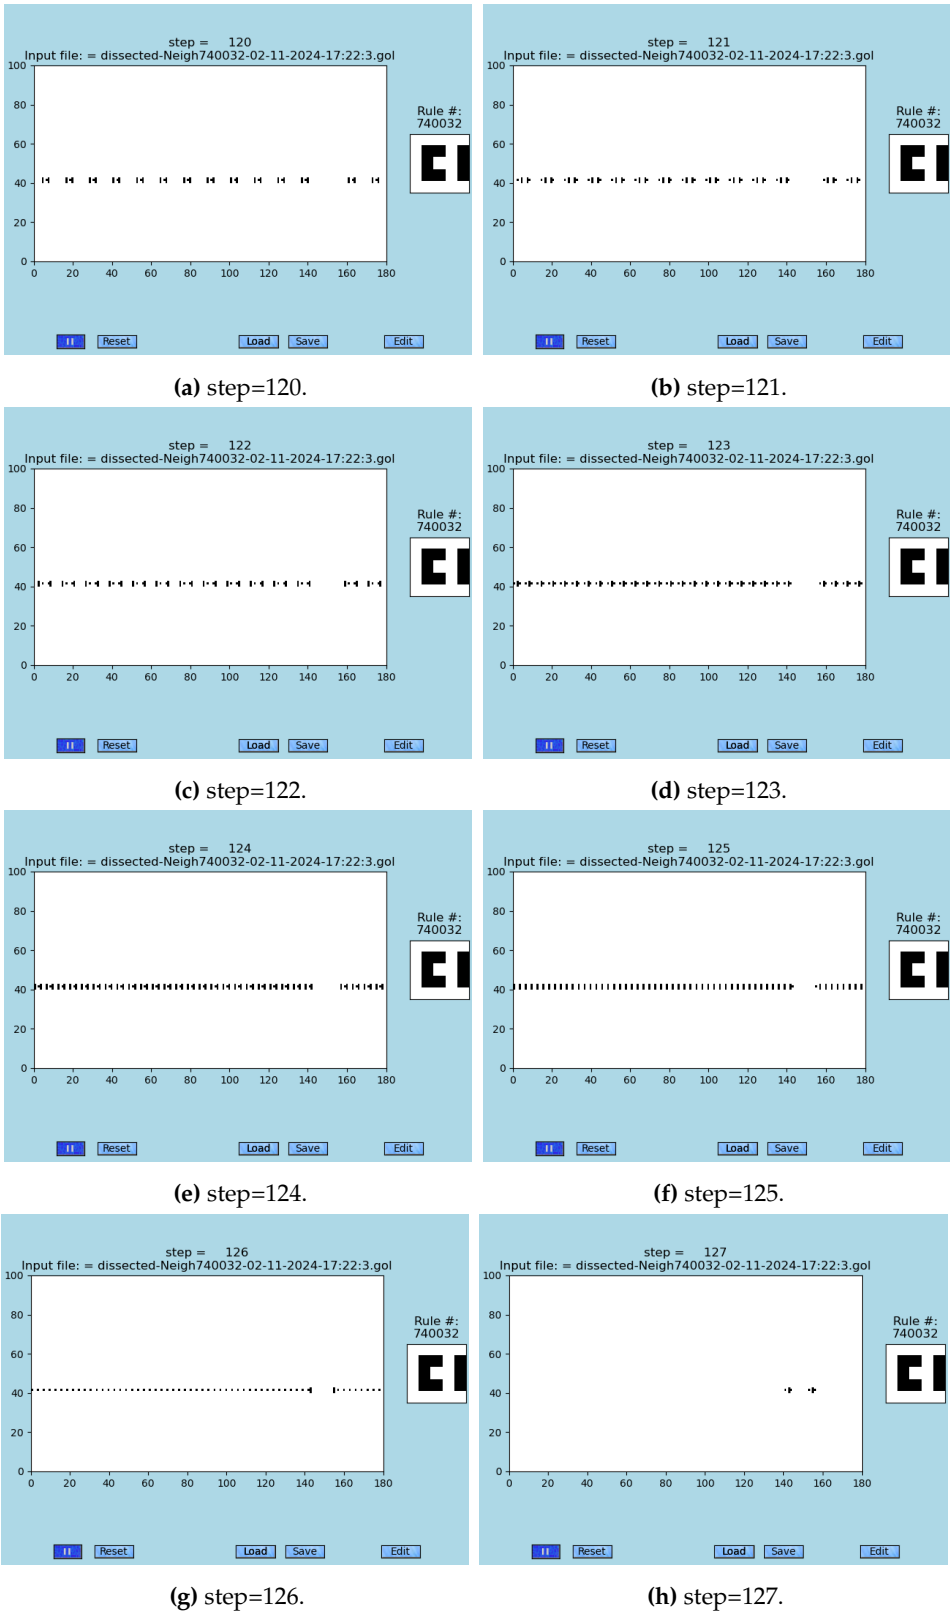 step = 120
Input file: = dissected-Neigh740032-02-11-2024-17:22:3.gol
100
80
60
40
20
0
0 20 40 60 80 100 120 140 160 180
Rule #:
740032
Reset Load Save Edit
(a) step=120.
step = 121
Input file: = dissected-Neigh740032-02-11-2024-17:22:3.gol
100
80
60
40
20
0
0 20 40 60 80 100 120 140 160 180
Rule #:
740032
Reset Load Save Edit
(b) step=121.
step = 122
Input file: = dissected-Neigh740032-02-11-2024-17:22:3.gol
100
80
60
40
20
0
0 20 40 60 80 100 120 140 160 180
Rule #:
740032
Reset Load Save Edit
(c) step=122.
step = 123
Input file: = dissected-Neigh740032-02-11-2024-17:22:3.gol
100
80
60
40
20
0
0 20 40 60 80 100 120 140 160 180
Rule #:
740032
Reset Load Save Edit
(d) step=123.
step = 124
Input file: = dissected-Neigh740032-02-11-2024-17:22:3.gol
100
80
60
40
20
0
0 20 40 60 80 100 120 140 160 180
Rule #:
740032
Reset Load Save Edit
(e) step=124.
step = 125
Input file: = dissected-Neigh740032-02-11-2024-17:22:3.gol
100
80
60
40
20
0
0 20 40 60 80 100 120 140 160 180
Rule #:
740032
Reset Load Save Edit
(f) step=125.
step = 126
Input file: = dissected-Neigh740032-02-11-2024-17:22:3.gol
100
80
60
40
20
0
0 20 40 60 80 100 120 140 160 180
Rule #:
740032
Reset Load Save Edit
(g) step=126.
step = 127
Input file: = dissected-Neigh740032-02-11-2024-17:22:3.gol
100
80
60
40
20
0
0 20 40 60 80 100 120 140 160 180
Rule #:
740032
Reset Load Save Edit
(h) step=127.